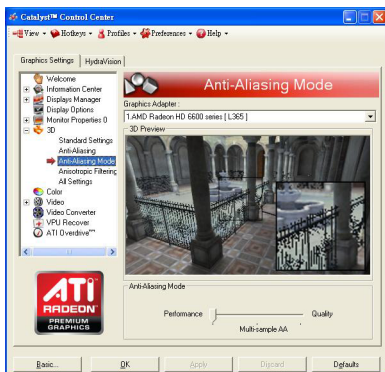 Catalyst™ Control Center
View Hotkeys Profiles Preferences Help
Graphics Settings HydraVision
Welcome
Information Center
Displays Manager
Display Options
Monitor Properties 0
3D
Standard Settings
Anti-Aliasing
Anti-Aliasing Mode
Anisotropic Filtering
All Settings
Color
Video
Video Converter
VPU Recover
ATI Overdrive™
ATI
RADEON
PREMIUM
GRAPHICS
Anti-Aliasing Mode
Graphics Adapter:
1.AMD Radeon HD 6600 series [ L365 ]
3D Preview
Anti-Aliasing Mode
Performance Quality
Multi-sample AA
Basic... OK Apply Discard Defaults